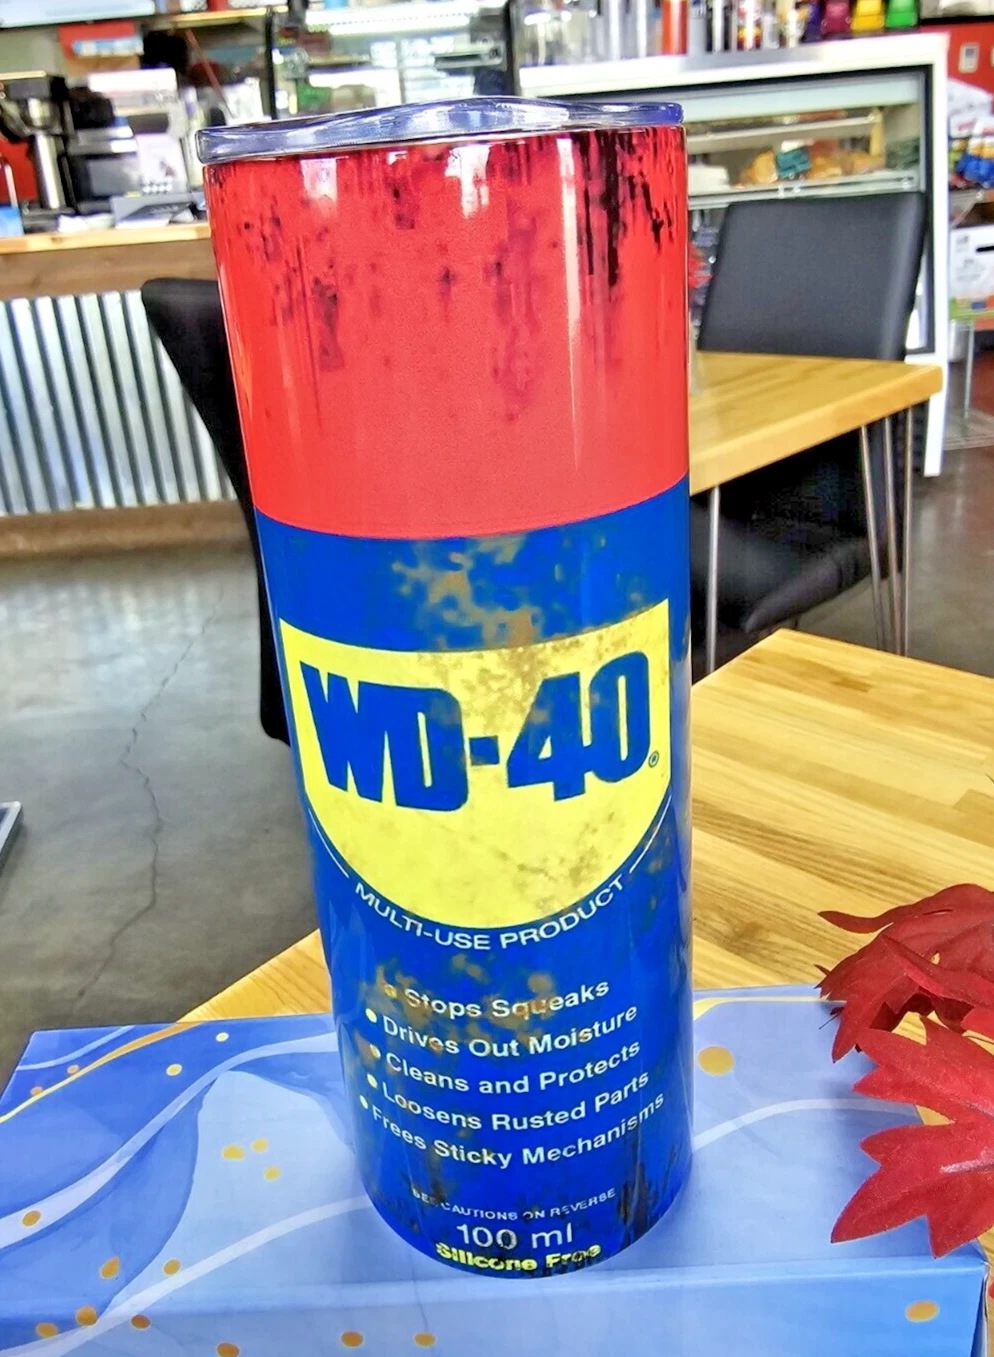 WD-40®
MULTI-USE PRODUCT
• Stops Squeaks
• Drives Out Moisture
• Cleans and Protects
• Loosens Rusted Parts
• Frees Sticky Mechanisms
CAUTIONS ON REVERSE
100 ml
Silicone Free